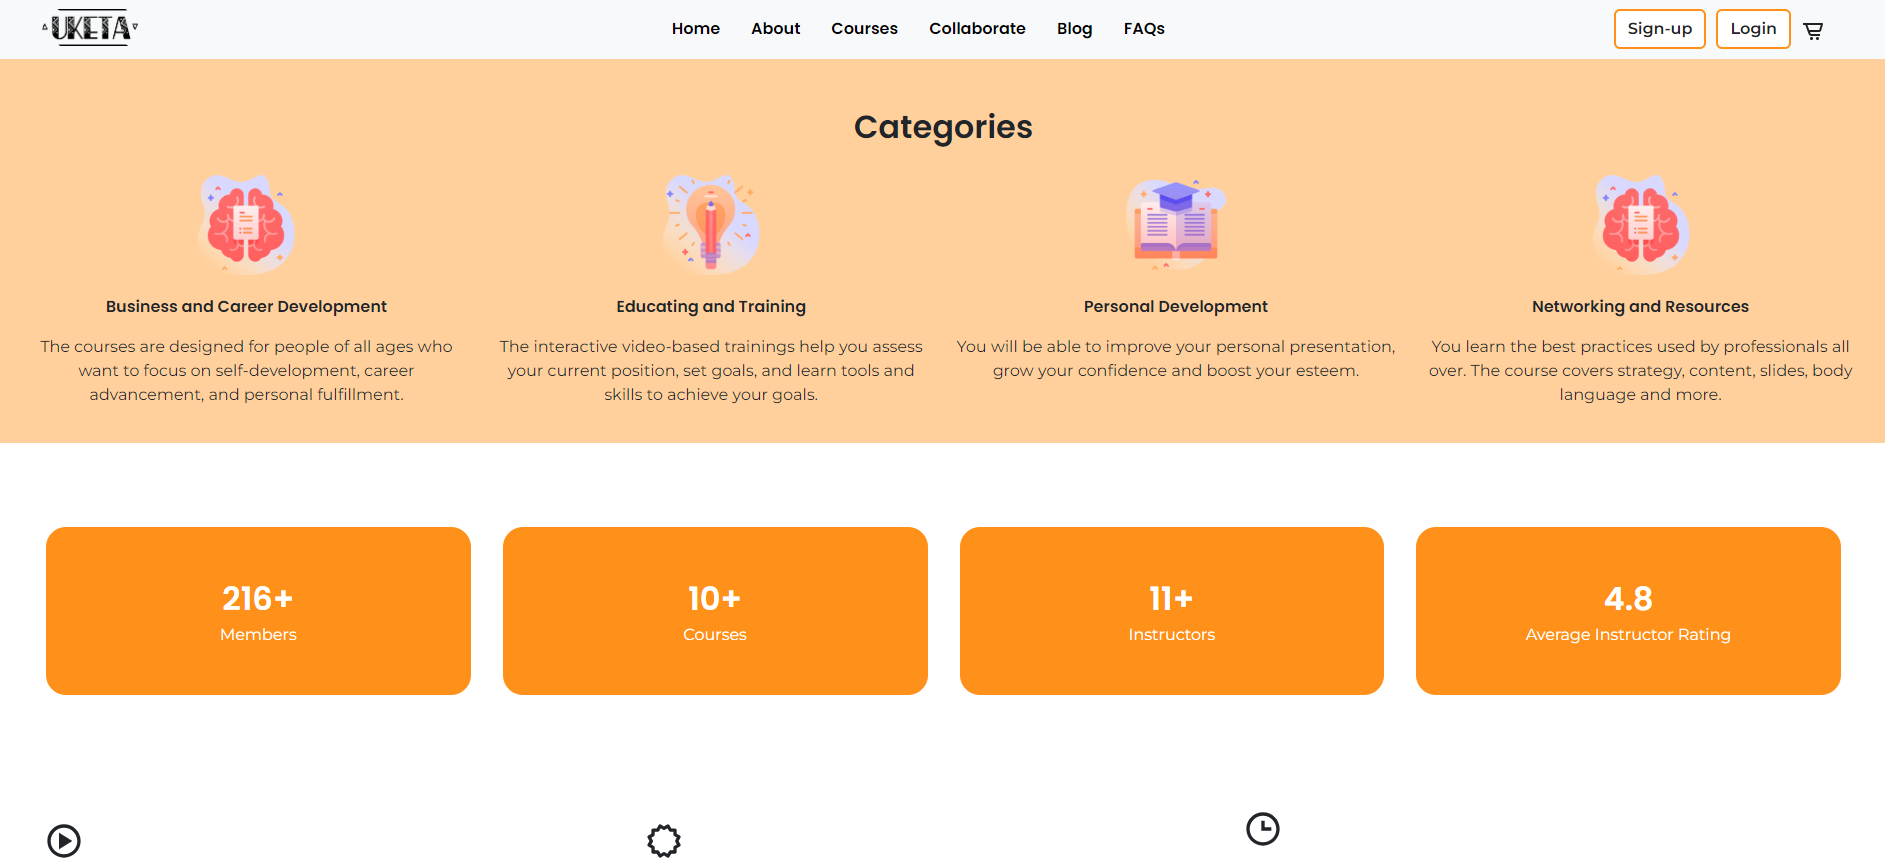 UKETA
Home About Courses Collaborate Blog FAQs
Sign-up Login
Categories
Business and Career Development
The courses are designed for people of all ages who
want to focus on self-development, career
advancement, and personal fulfillment.
Educating and Training
The interactive video-based trainings help you assess
your current position, set goals, and learn tools and
skills to achieve your goals.
Personal Development
You will be able to improve your personal presentation,
grow your confidence and boost your esteem.
Networking and Resources
You learn the best practices used by professionals all
over. The course covers strategy, content, slides, body
language and more.
216+
Members
10+
Courses
11+
Instructors
4.8
Average Instructor Rating